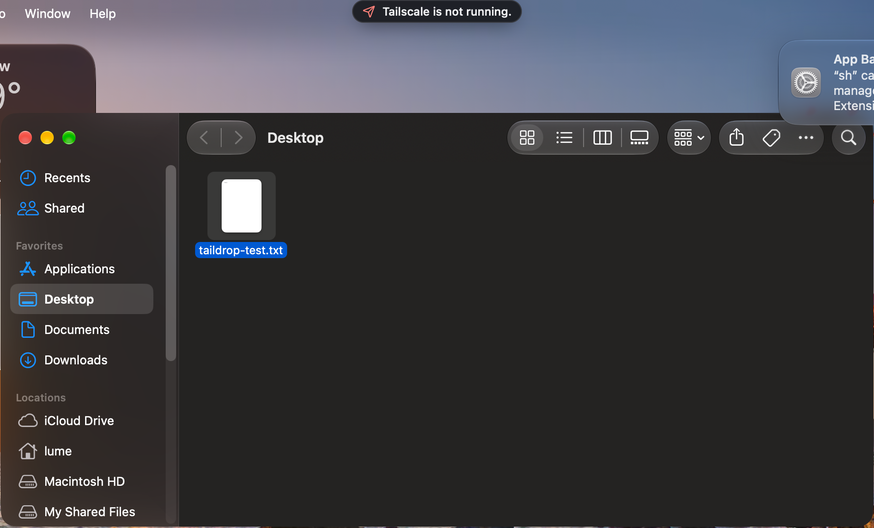 Window Help
Tailscale is not running.
App Ba
“sh” ca
manage
Extensi
Desktop
Recents
Shared
Favorites
Applications
Desktop
Documents
Downloads
Locations
iCloud Drive
lume
Macintosh HD
My Shared Files
taildrop-test.txt